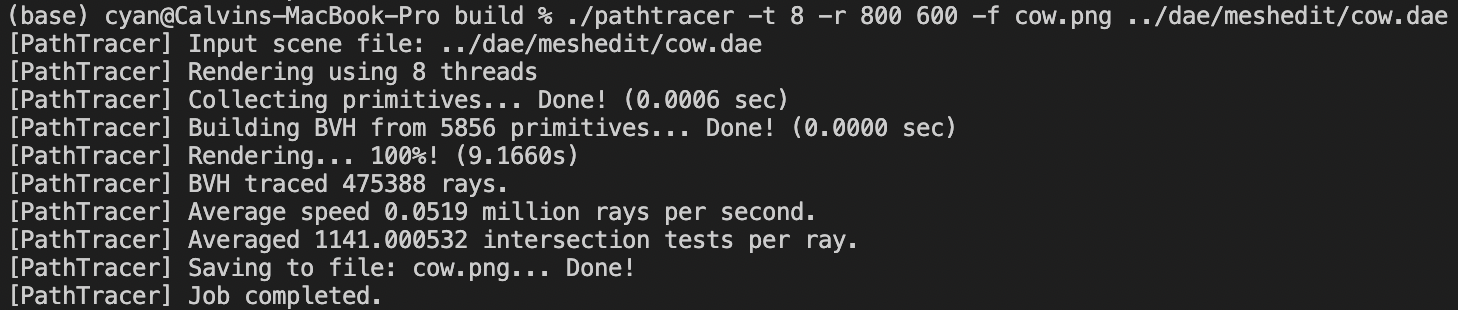 (base) cyan@Calvins-MacBook-Pro build % ./pathtracer -t 8 -r 800 600 -f cow.png ../dae/meshedit/cow.dae
[PathTracer] Input scene file: ../dae/meshedit/cow.dae
[PathTracer] Rendering using 8 threads
[PathTracer] Collecting primitives... Done! (0.0006 sec)
[PathTracer] Building BVH from 5856 primitives... Done! (0.0000 sec)
[PathTracer] Rendering... 100%! (9.1660s)
[PathTracer] BVH traced 475388 rays.
[PathTracer] Average speed 0.0519 million rays per second.
[PathTracer] Averaged 1141.000532 intersection tests per ray.
[PathTracer] Saving to file: cow.png... Done!
[PathTracer] Job completed.